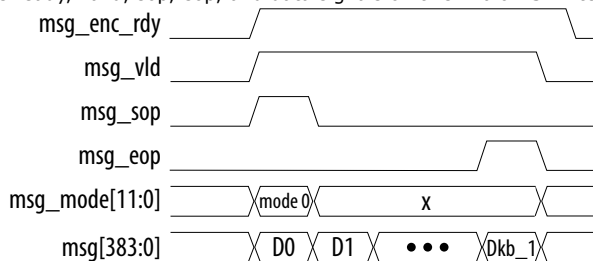 msg_enc_rdy
msg_vld
msg_sop
msg_eop
msg_mode[11:0] mode 0 x
msg[383:0] D0 D1 ••• Dkb_1